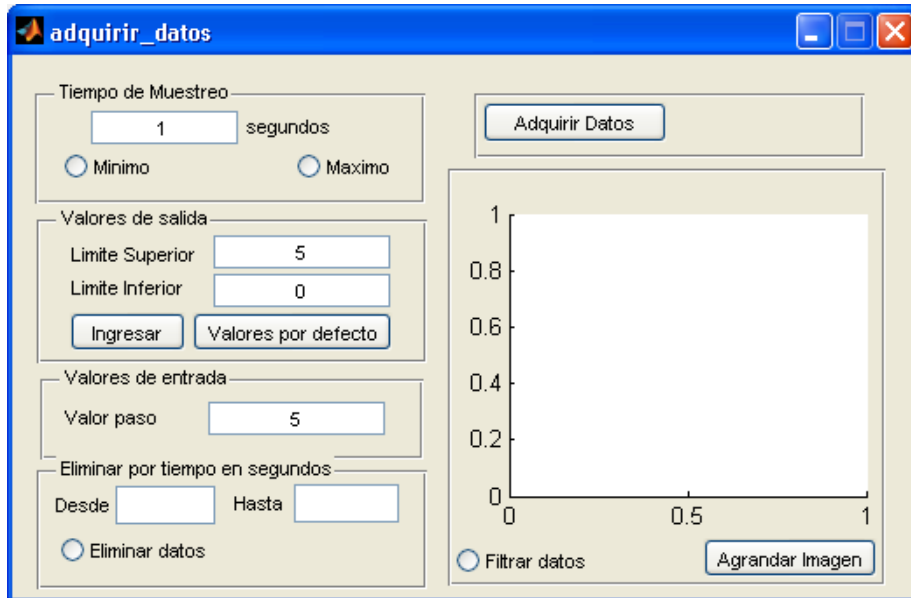 adquirir_datos
Tiempo de Muestreo
1 segundos
Minimo Maximo
Valores de salida
Limite Superior 5
Limite Inferior 0
Ingresar Valores por defecto
Valores de entrada
Valor paso 5
Eliminar por tiempo en segundos
Desde Hasta
Eliminar datos
Adquirir Datos
1
0.8
0.6
0.4
0.2
0
0 0.5 1
Filtrar datos Agrandar Imagen